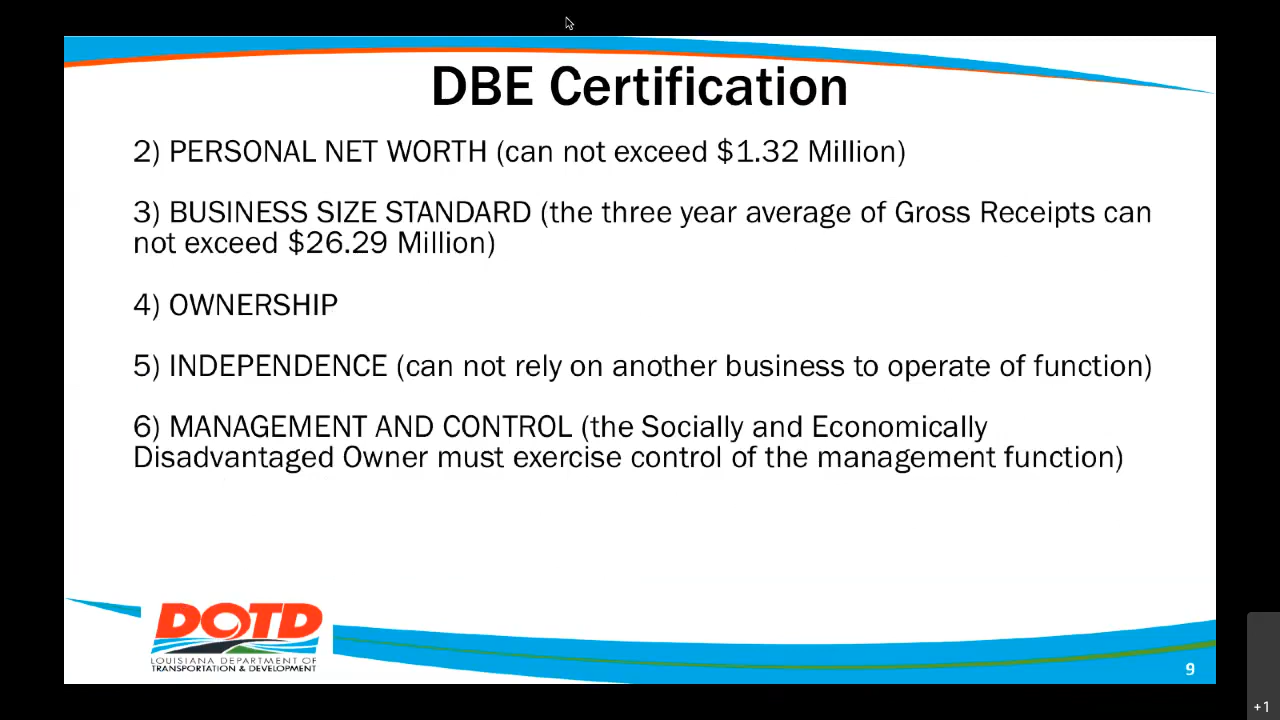 DBE Certification
2) PERSONAL NET WORTH (can not exceed $1.32 Million)
3) BUSINESS SIZE STANDARD (the three year average of Gross Receipts can
not exceed $26.29 Million)
4) OWNERSHIP
5) INDEPENDENCE (can not rely on another business to operate of function)
6) MANAGEMENT AND CONTROL (the Socially and Economically
Disadvantaged Owner must exercise control of the management function)
DOTD
LOUISIANA DEPARTMENT OF
TRANSPORTATION & DEVELOPMENT
9
+1